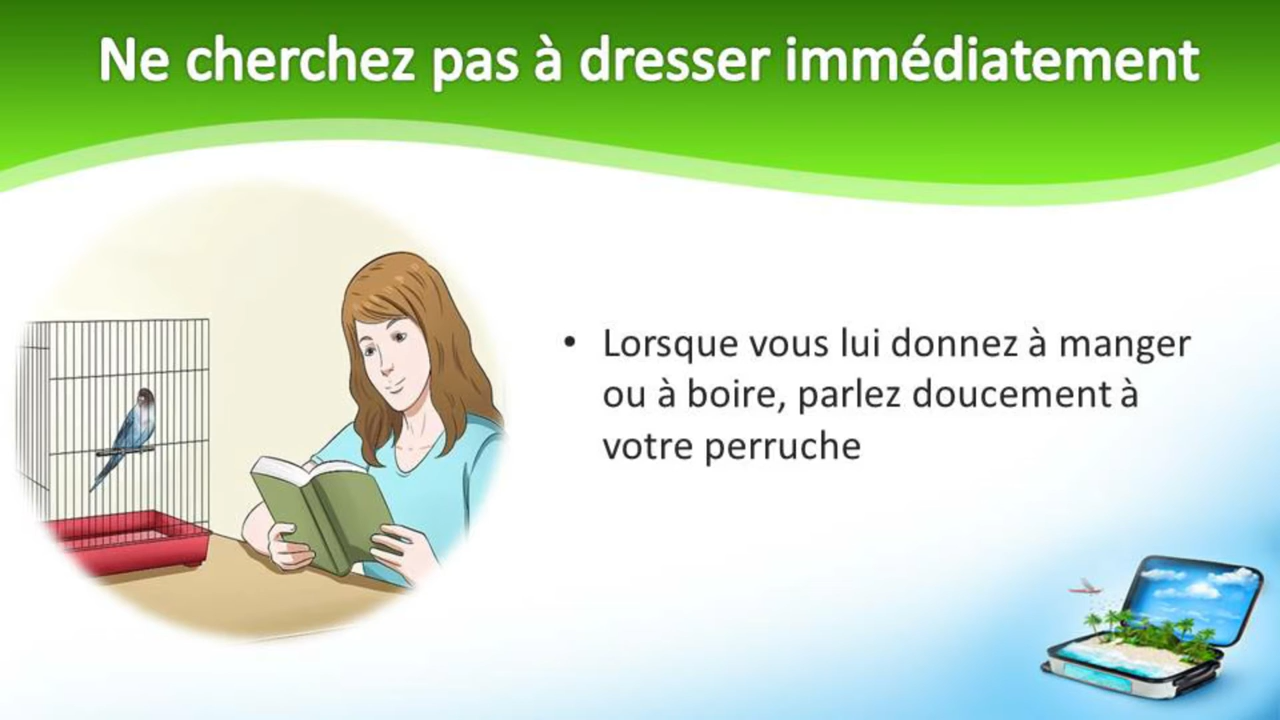 Ne cherchez pas à dresser immédiatement
• Lorsque vous lui donnez à manger
ou à boire, parlez doucement à
votre perruche